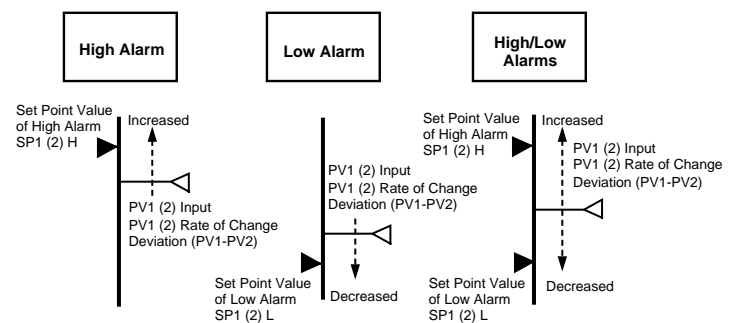 High Alarm
Set Point Value
of High Alarm
SP1 (2) H
Increased
PV1 (2) Input
PV1 (2) Rate of Change
Deviation (PV1-PV2)
Low Alarm
PV1 (2) Input
PV1 (2) Rate of Change
Deviation (PV1-PV2)
Set Point Value
of Low Alarm
SP1 (2) L
Decreased
High/Low
Alarms
Set Point Value
of High Alarm
SP1 (2) H
Increased
PV1 (2) Input
PV1 (2) Rate of Change
Deviation (PV1-PV2)
Set Point Value
of Low Alarm
SP1 (2) L
Decreased